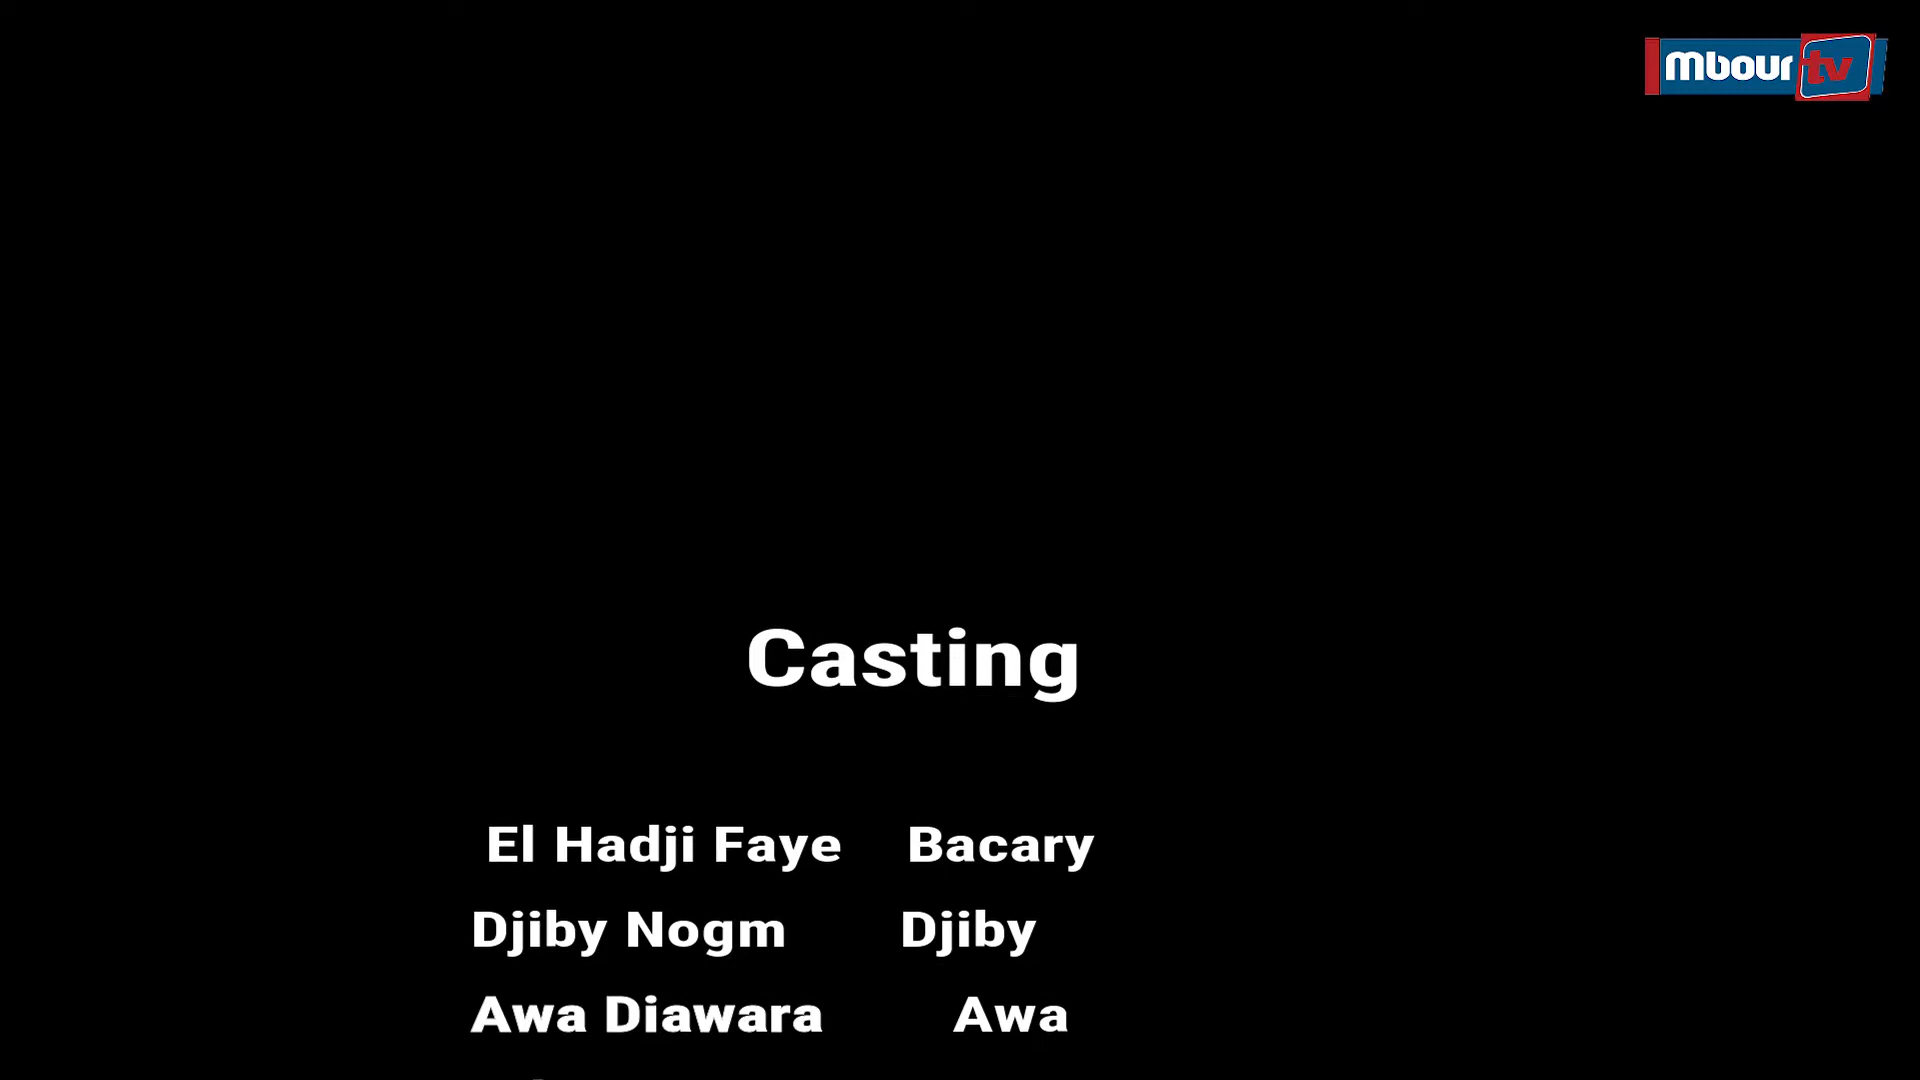 mbour tv
Casting
El Hadji Faye Bacary
Djiby Nogm Djiby
Awa Diawara Awa